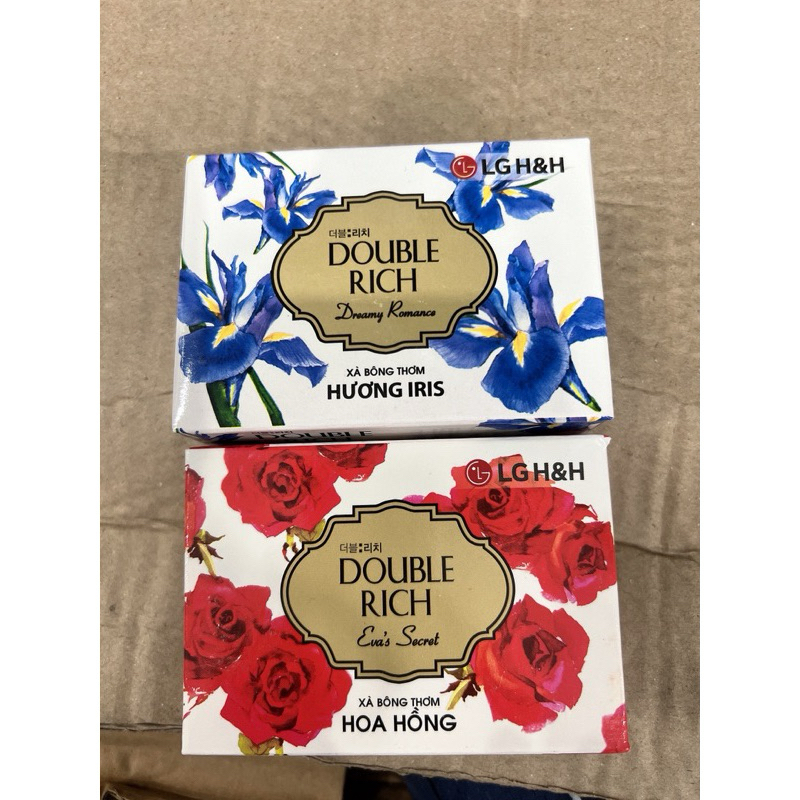 LG H&H
더블리치
DOUBLE
RICH
Dreamy Romance
XÀ BÔNG THƠM
HƯƠNG IRIS
DOUBLE
LG H&H
더블리치
DOUBLE
RICH
Eva's Secret
XÀ BÔNG THƠM
HOA HỒNG